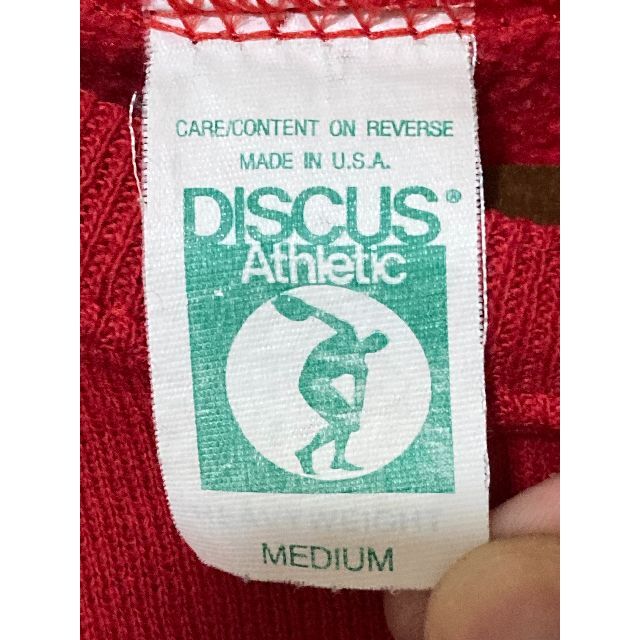 CARE/CONTENT ON REVERSE
MADE IN U.S.A.
DISCUS®
Athletic
MEDIUM